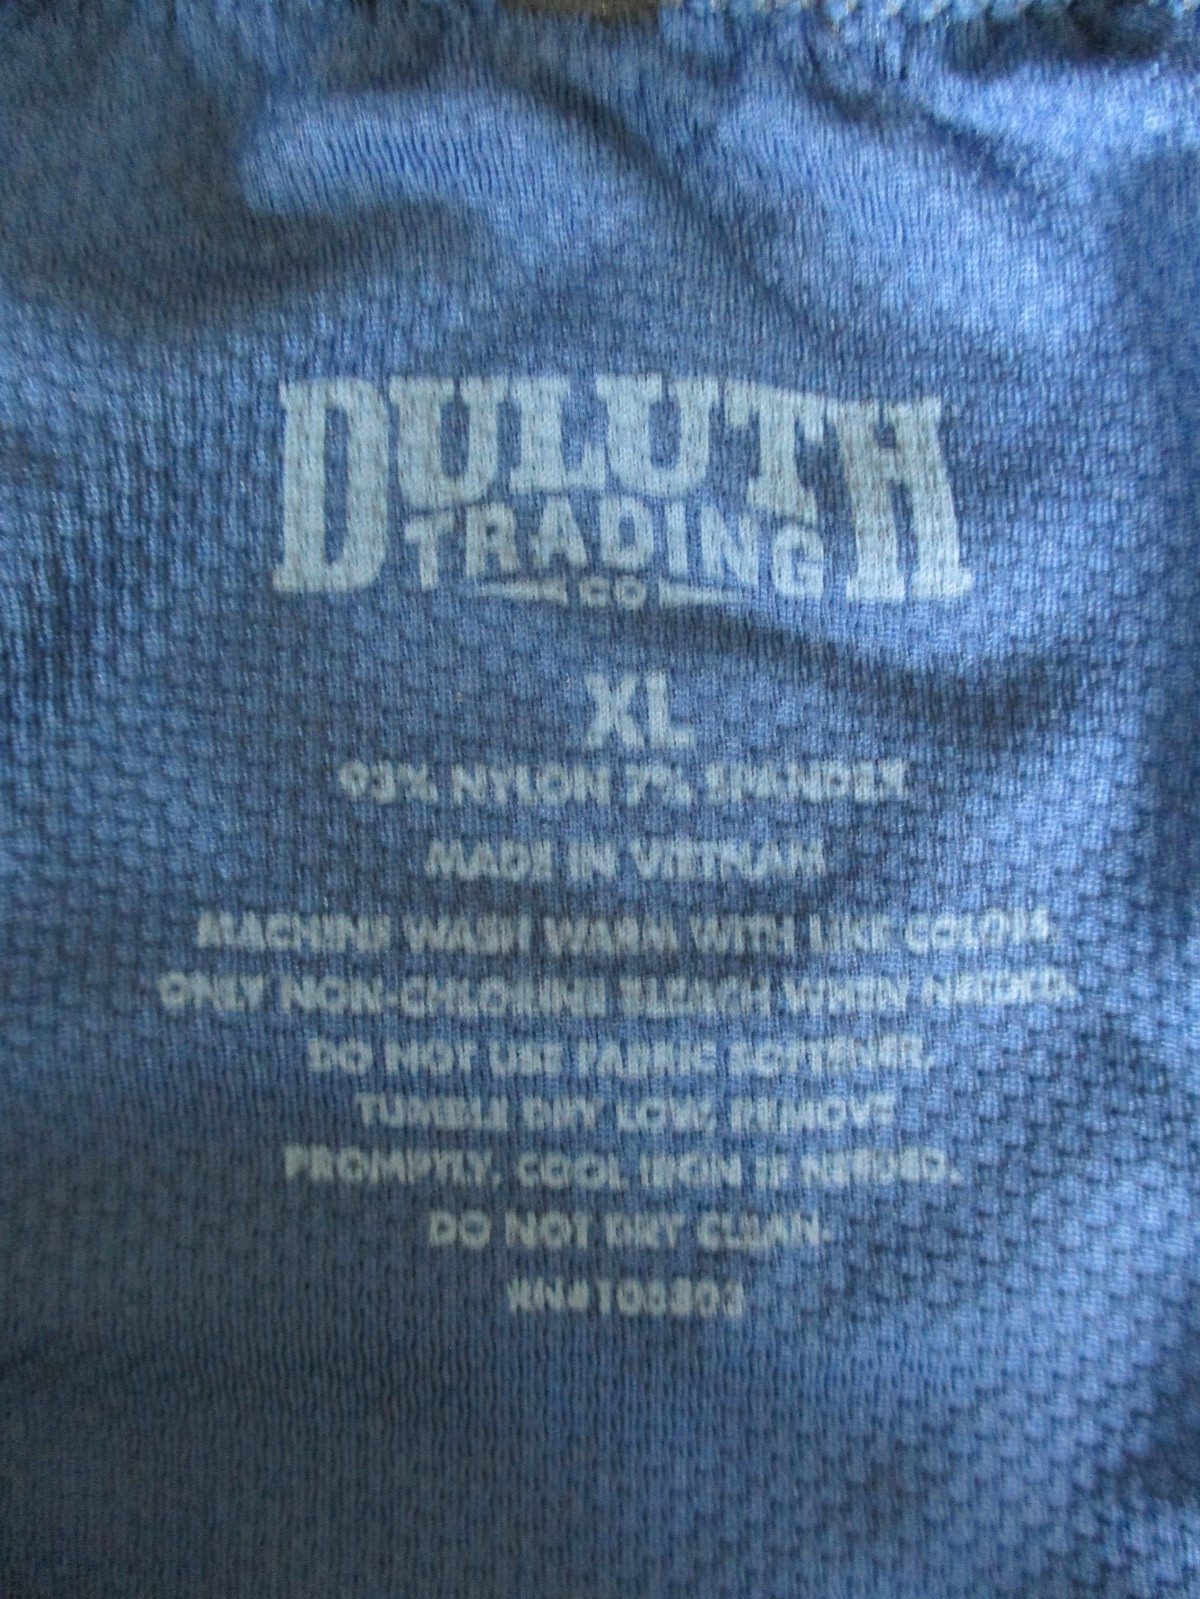 DULUTH
TRADING
CO
XL
93% NYLON 7% SPANDEX
MADE IN VIETNAM
MACHINE WASH WARM WITH LIKE COLORS.
ONLY NON-CHLORINE BLEACH WHEN NEEDED.
DO NOT USE FABRIC SOFTENER.
TUMBLE DRY LOW, REMOVE
PROMPTLY. COOL IRON IF NEEDED.
DO NOT DRY CLEAN.